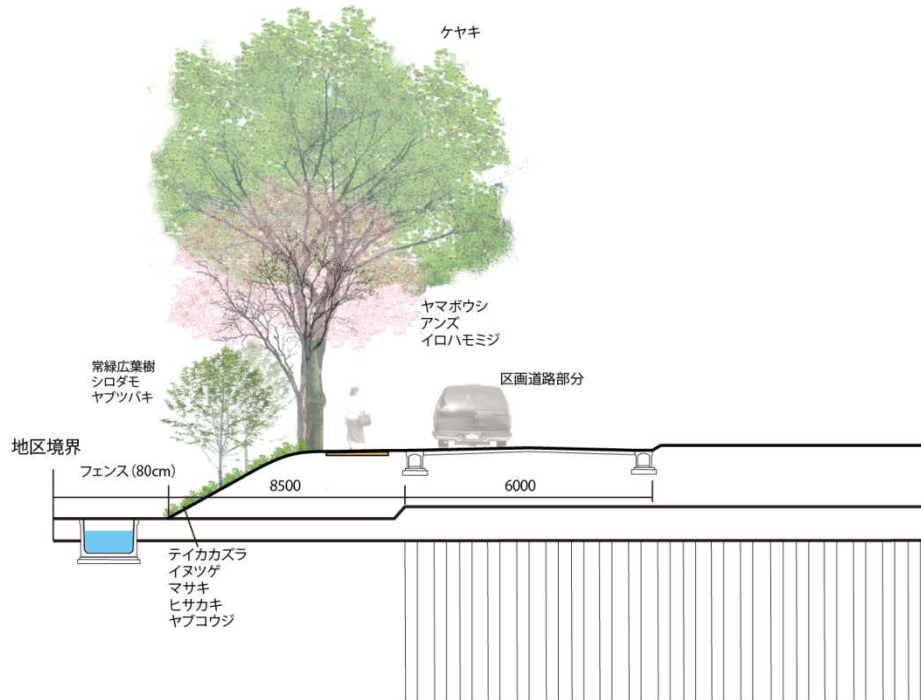 ケヤキ
ヤマボウシ
アンズ
イロハモミジ
常緑広葉樹
シロダモ
ヤブツバキ
区画道路部分
地区境界
フェンス(80cm)
8500
6000
テイカカズラ
イヌツゲ
マサキ
ヒサカキ
ヤブコウジ